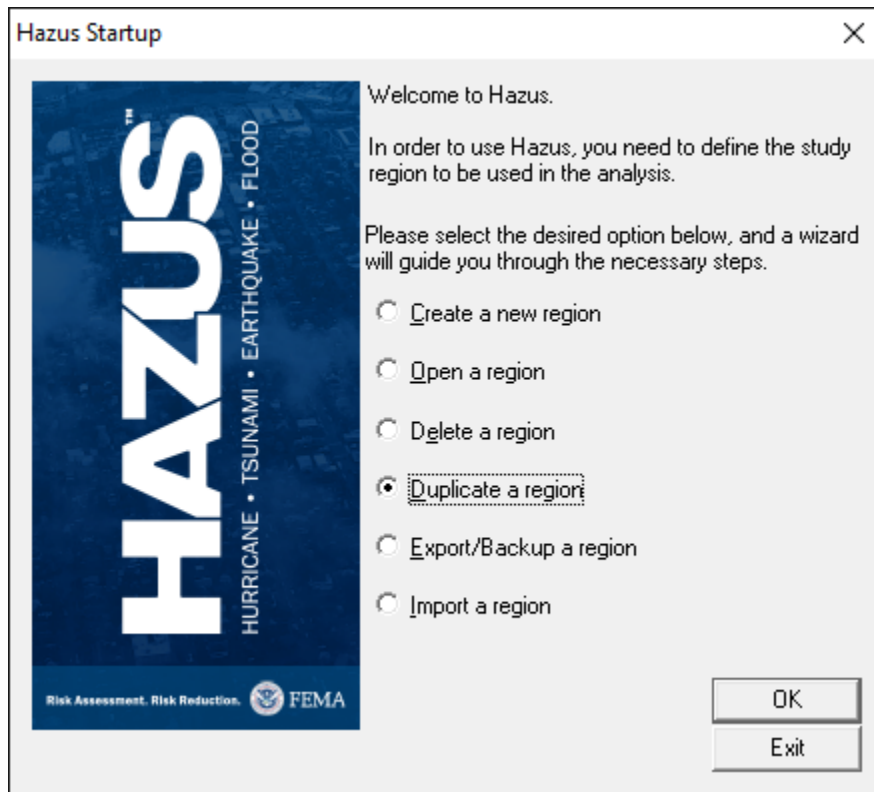 Hazus Startup
HAZUS™
HURRICANE • TSUNAMI • EARTHQUAKE • FLOOD
Risk Assessment. Risk Reduction. FEMA
Welcome to Hazus.
In order to use Hazus, you need to define the study
region to be used in the analysis.
Please select the desired option below, and a wizard
will guide you through the necessary steps.
Create a new region
Open a region
Delete a region
Duplicate a region
Export/Backup a region
Import a region
OK
Exit